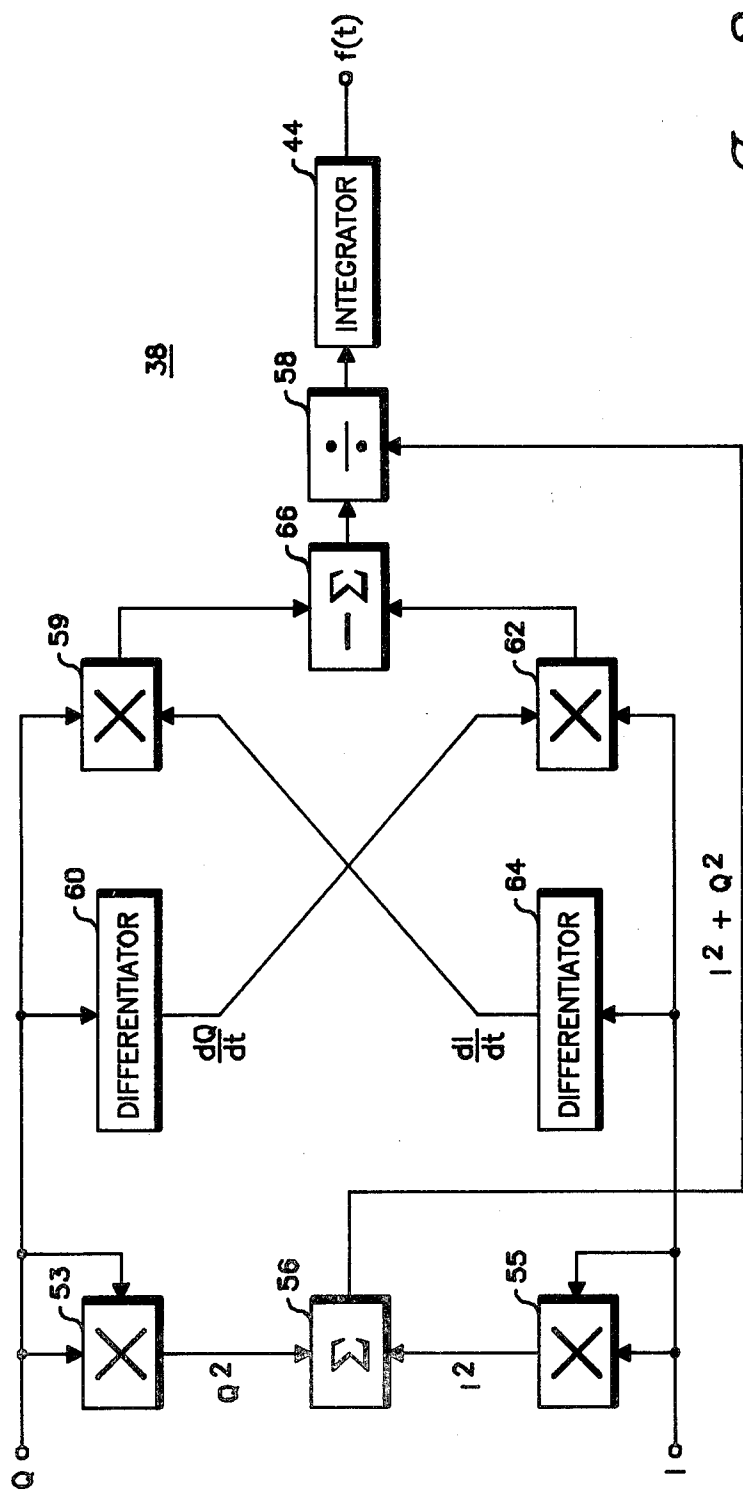 Q
53
Q²
Σ
56
I²
55
I
60
DIFFERENTIATOR
dQ
dt
dI
dt
DIFFERENTIATOR
64
59
62
I² + Q²
38
66
– Σ
58
÷
44
INTEGRATOR
f(t)